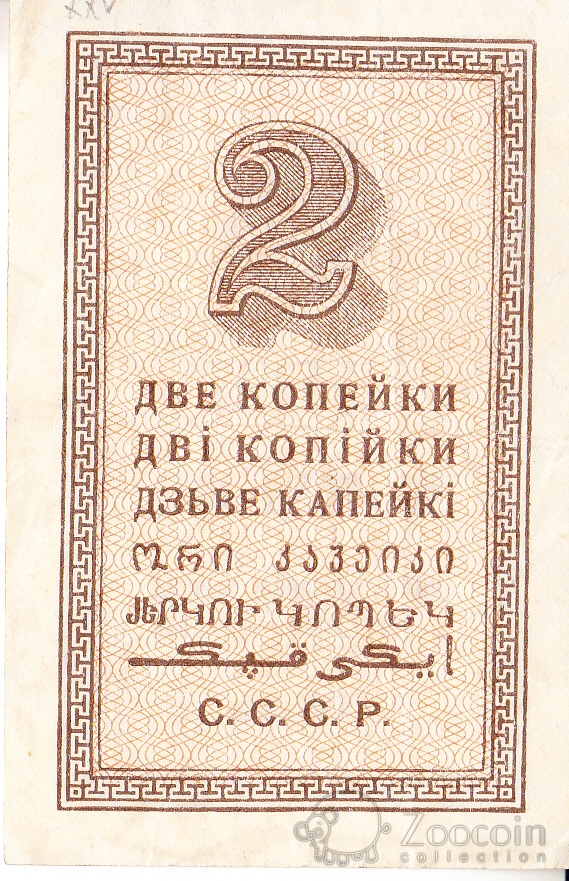 XXV
2
ДВЕ КОПЕЙКИ
ДВІ КОПІЙКИ
ДЗЬВЕ КАПЕЙКІ
ᲝᲠᲘ ᲙᲐᲞᲔᲘᲙᲘ
ԵՐԿՈՒ ԿՈՊԵԿ
ایکی قپیک
С. С. С. Р.
Zoocoin
collection